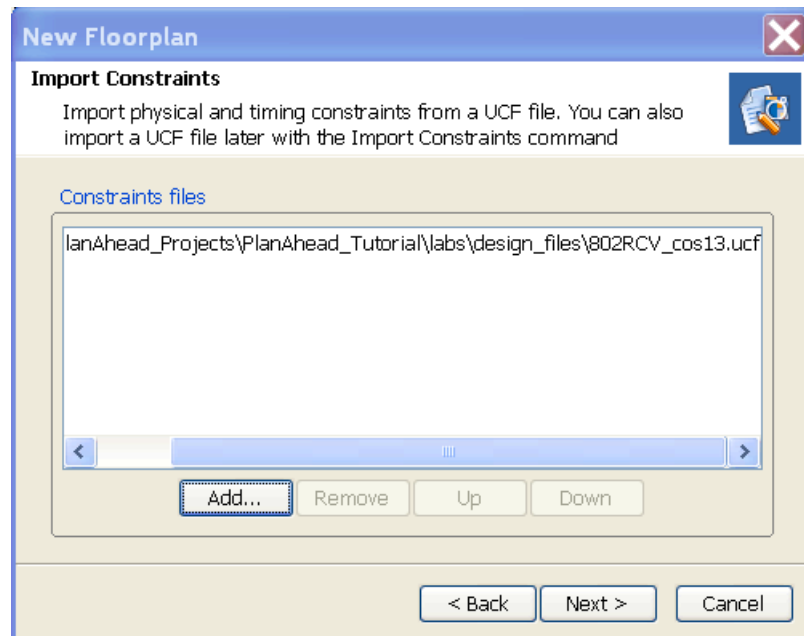 New Floorplan
Import Constraints
Import physical and timing constraints from a UCF file. You can also
import a UCF file later with the Import Constraints command
Constraints files
lanAhead_Projects\PlanAhead_Tutorial\labs\design_files\802RCV_cos13.ucf
Add... Remove Up Down
< Back Next > Cancel